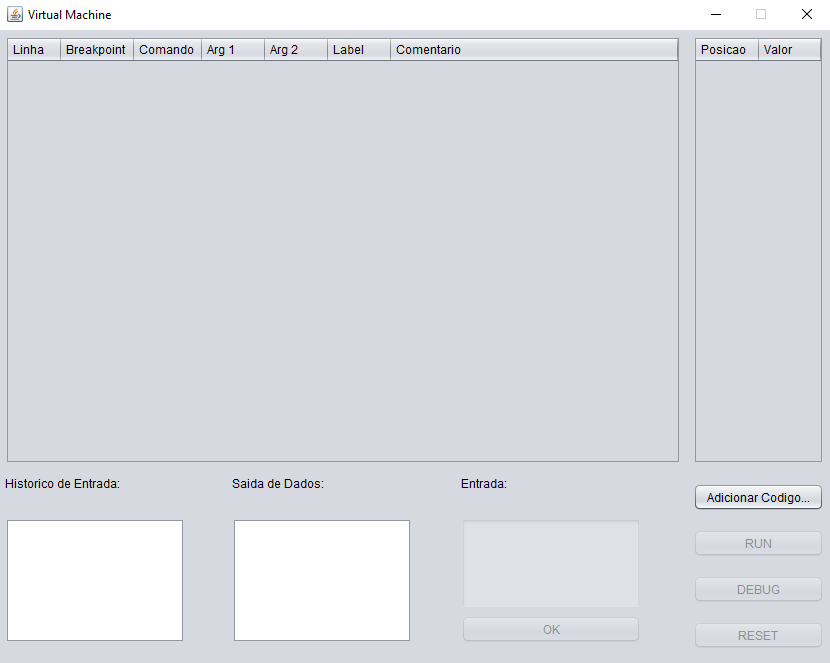 Virtual Machine
Linha Breakpoint Comando Arg 1 Arg 2 Label Comentario Posicao Valor
Historico de Entrada: Saida de Dados: Entrada:
Adicionar Codigo...
RUN
DEBUG
OK
RESET